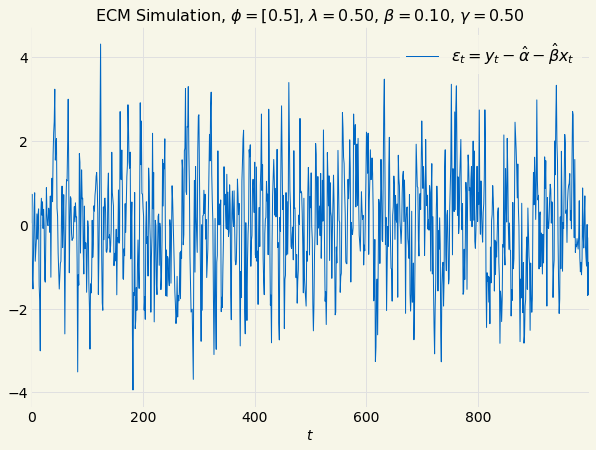 ECM Simulation, ϕ = [0.5], λ = 0.50, β = 0.10, γ = 0.50
εₜ = yₜ − α̂ − β̂xₜ
4
2
0
−2
−4
0 200 400 600 800
t